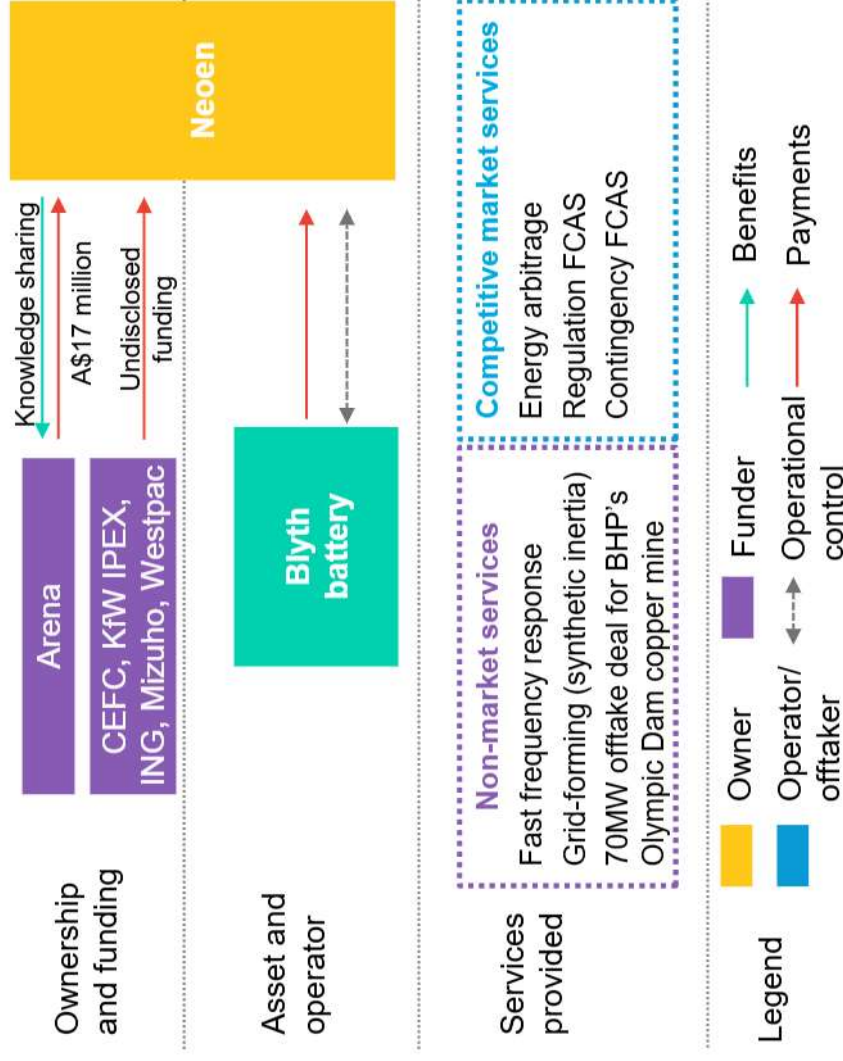 Ownership
and funding
Arena
CEFC, KfW IPEX,
ING, Mizuho, Westpac
Knowledge sharing
A$17 million
Undisclosed
funding
Neoen
Asset and
operator
Blyth
battery
Services
provided
Non-market services
Fast frequency response
Grid-forming (synthetic inertia)
70MW offtake deal for BHP's
Olympic Dam copper mine
Competitive market services
Energy arbitrage
Regulation FCAS
Contingency FCAS
Legend
Owner
Funder
Benefits
Operator/
offtaker
Operational
control
Payments